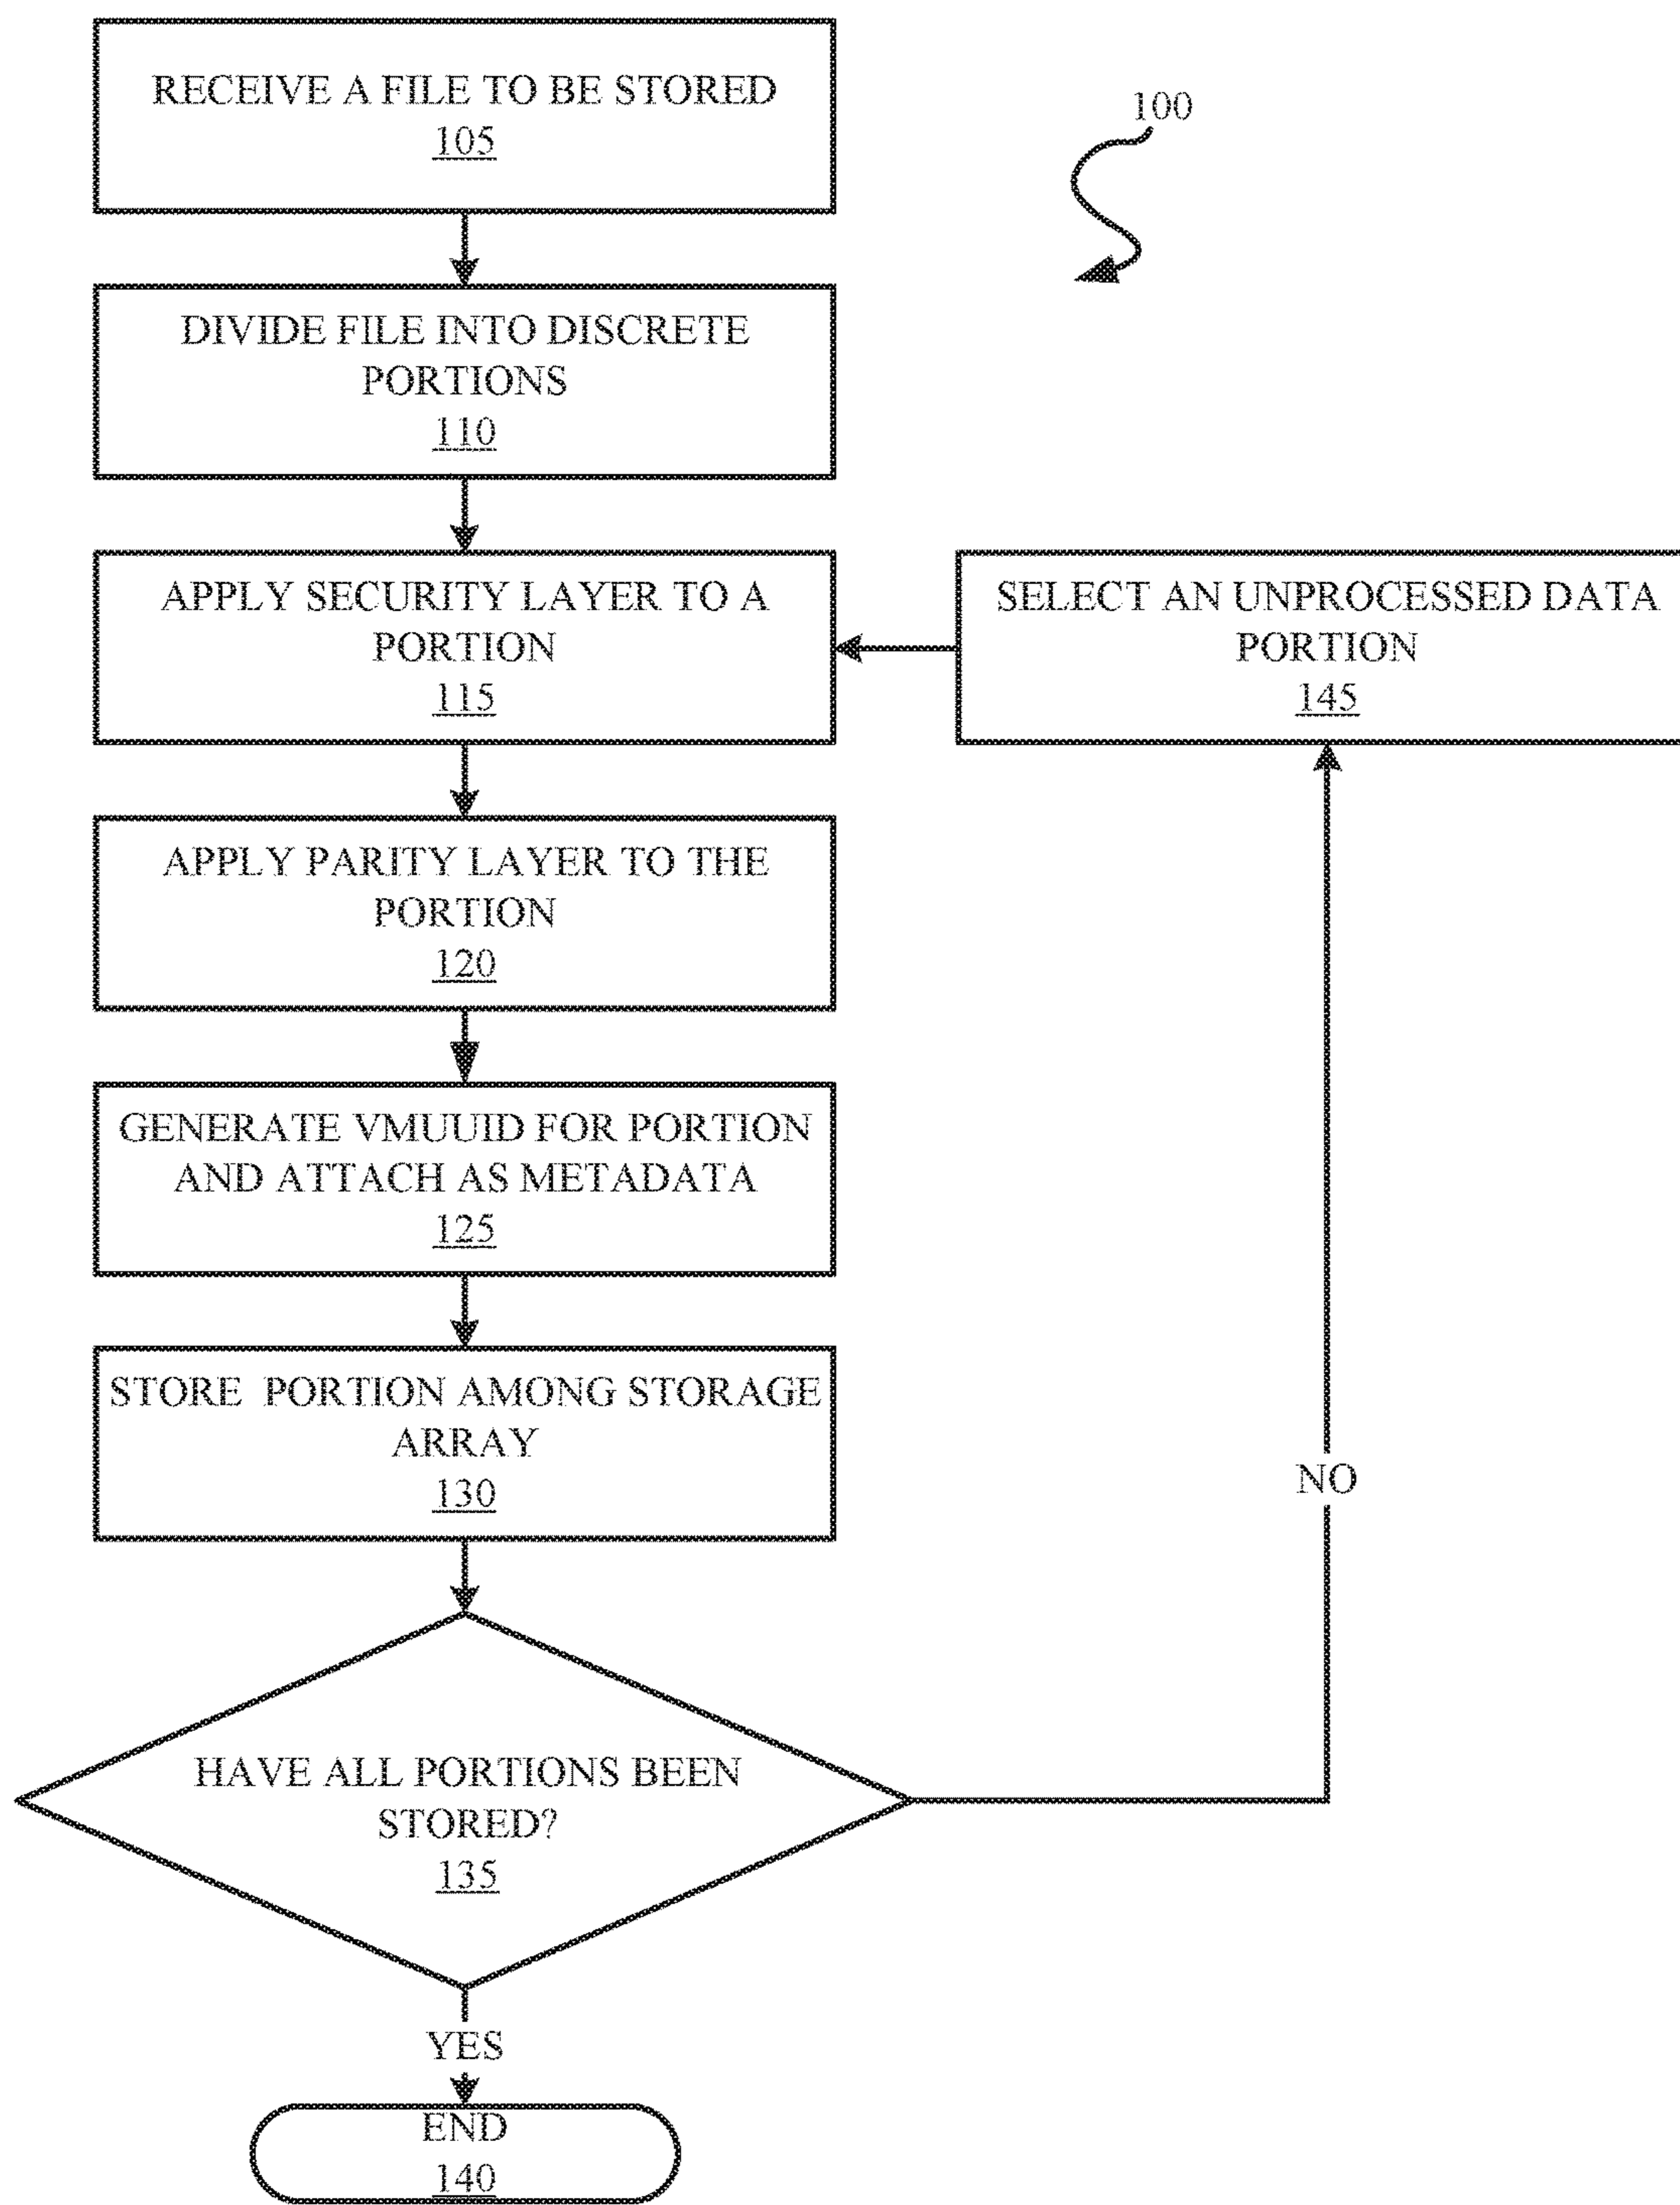 RECEIVE A FILE TO BE STORED
105
100
DIVIDE FILE INTO DISCRETE
PORTIONS
110
APPLY SECURITY LAYER TO A
PORTION
115
SELECT AN UNPROCESSED DATA
PORTION
145
APPLY PARITY LAYER TO THE
PORTION
120
GENERATE VMUUID FOR PORTION
AND ATTACH AS METADATA
125
STORE PORTION AMONG STORAGE
ARRAY
130
NO
HAVE ALL PORTIONS BEEN
STORED?
135
YES
END
140